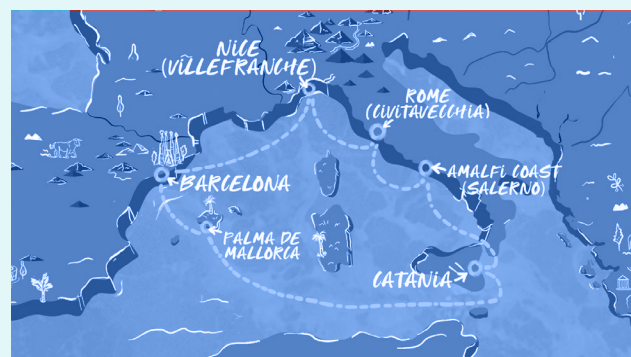 NICE
(VILLEFRANCHE)
ROME
(CIVITAVECCHIA)
AMALFI COAST
(SALERNO)
BARCELONA
PALMA DE
MALLORCA
CATANIA